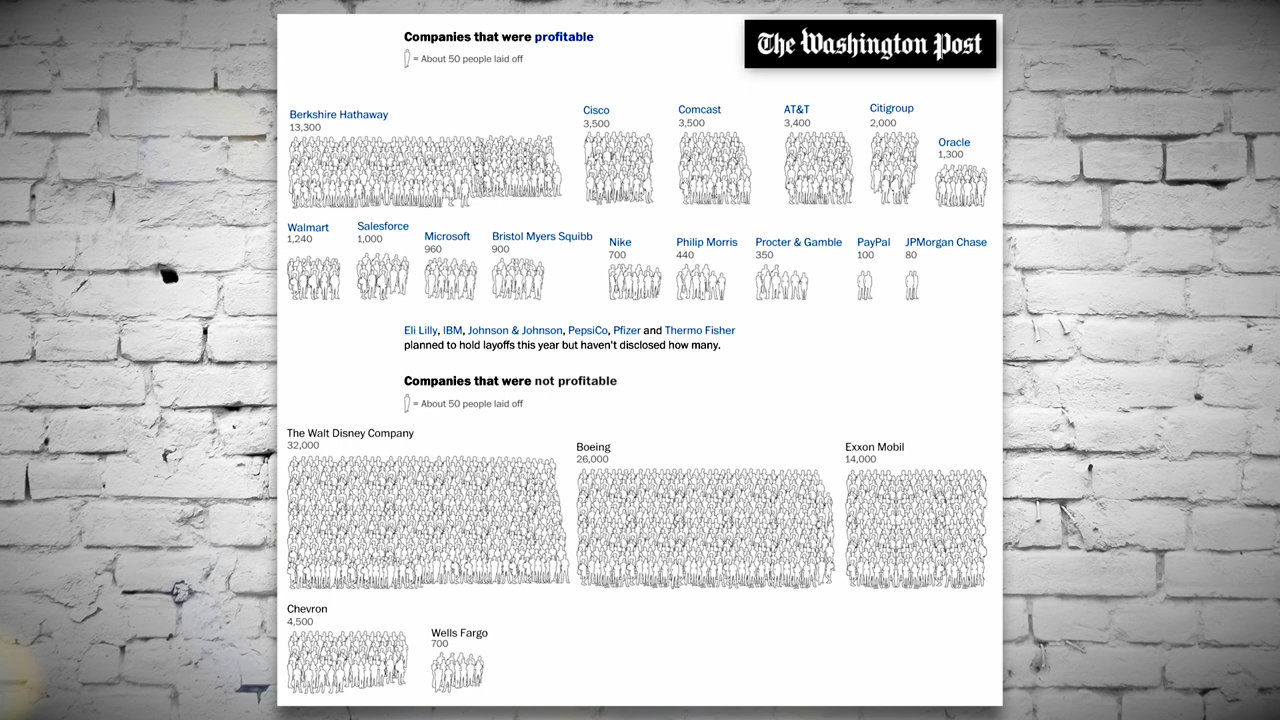 Companies that were profitable
The Washington Post
= About 50 people laid off
Berkshire Hathaway
13,300
Cisco
3,500
Comcast
3,500
AT&T
3,400
Citigroup
2,000
Oracle
1,300
Walmart
1,240
Salesforce
1,000
Microsoft
960
Bristol Myers Squibb
900
Nike
700
Philip Morris
440
Procter & Gamble
350
PayPal
100
JPMorgan Chase
80
Eli Lilly, IBM, Johnson & Johnson, PepsiCo, Pfizer and Thermo Fisher
planned to hold layoffs this year but haven't disclosed how many.
Companies that were not profitable
= About 50 people laid off
The Walt Disney Company
32,000
Boeing
26,000
Exxon Mobil
14,000
Chevron
4,500
Wells Fargo
700